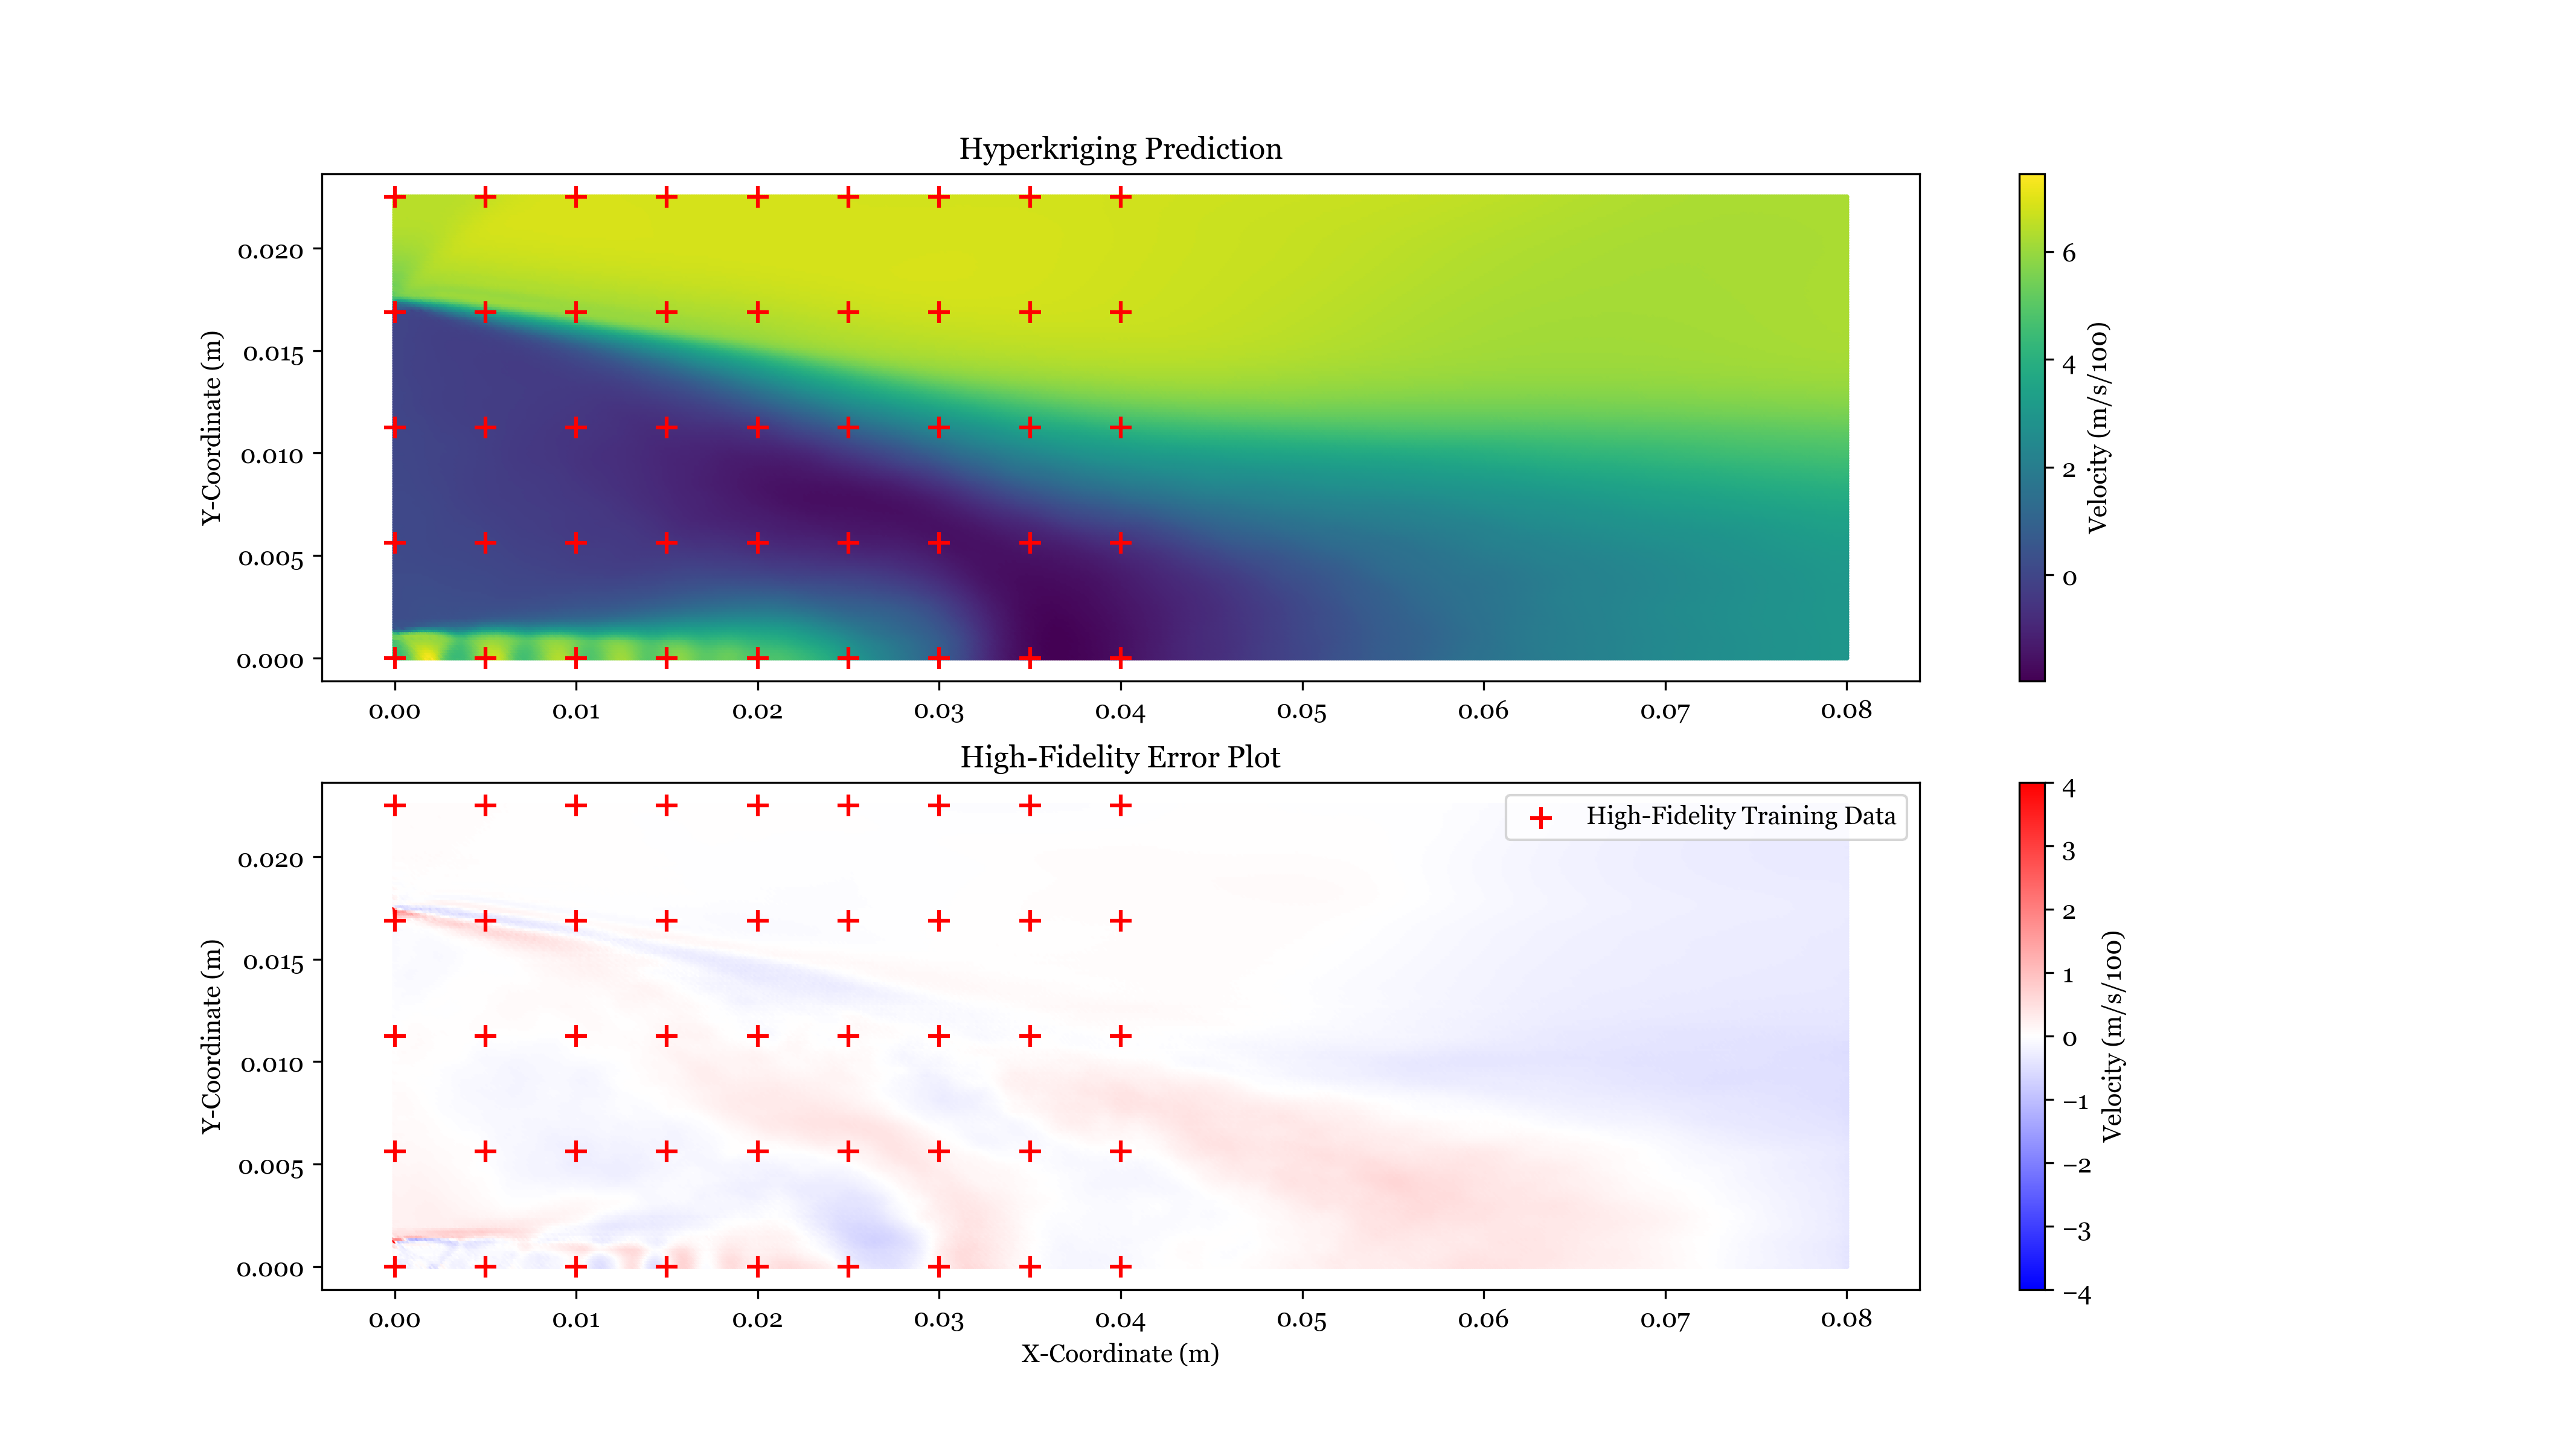 Hyperkriging Prediction
Y-Coordinate (m)
0.020
0.015
0.010
0.005
0.000
0.00 0.01 0.02 0.03 0.04 0.05 0.06 0.07 0.08
6
4
2
0
Velocity (m/s/100)
High-Fidelity Error Plot
High-Fidelity Training Data
Y-Coordinate (m)
0.020
0.015
0.010
0.005
0.000
0.00 0.01 0.02 0.03 0.04 0.05 0.06 0.07 0.08
X-Coordinate (m)
4
3
2
1
0
−1
−2
−3
−4
Velocity (m/s/100)